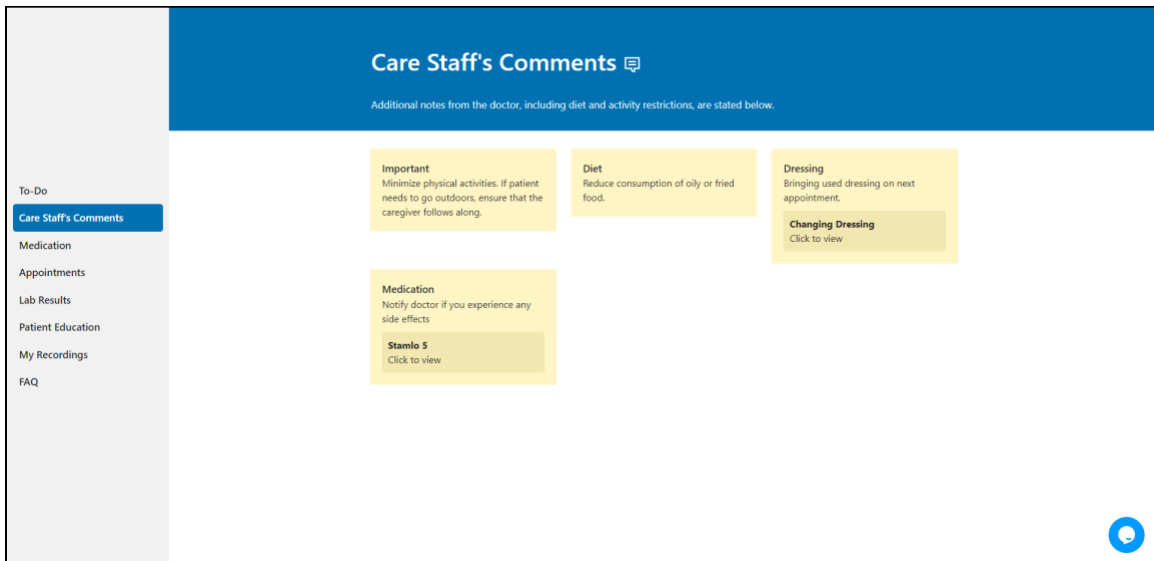 Care Staff's Comments
Additional notes from the doctor, including diet and activity restrictions, are stated below.
To-Do
Care Staff's Comments
Medication
Appointments
Lab Results
Patient Education
My Recordings
FAQ
Important
Minimize physical activities. If patient
needs to go outdoors, ensure that the
caregiver follows along.
Diet
Reduce consumption of oily or fried
food.
Dressing
Bringing used dressing on next
appointment.
Changing Dressing
Click to view
Medication
Notify doctor if you experience any
side effects
Stamlo 5
Click to view